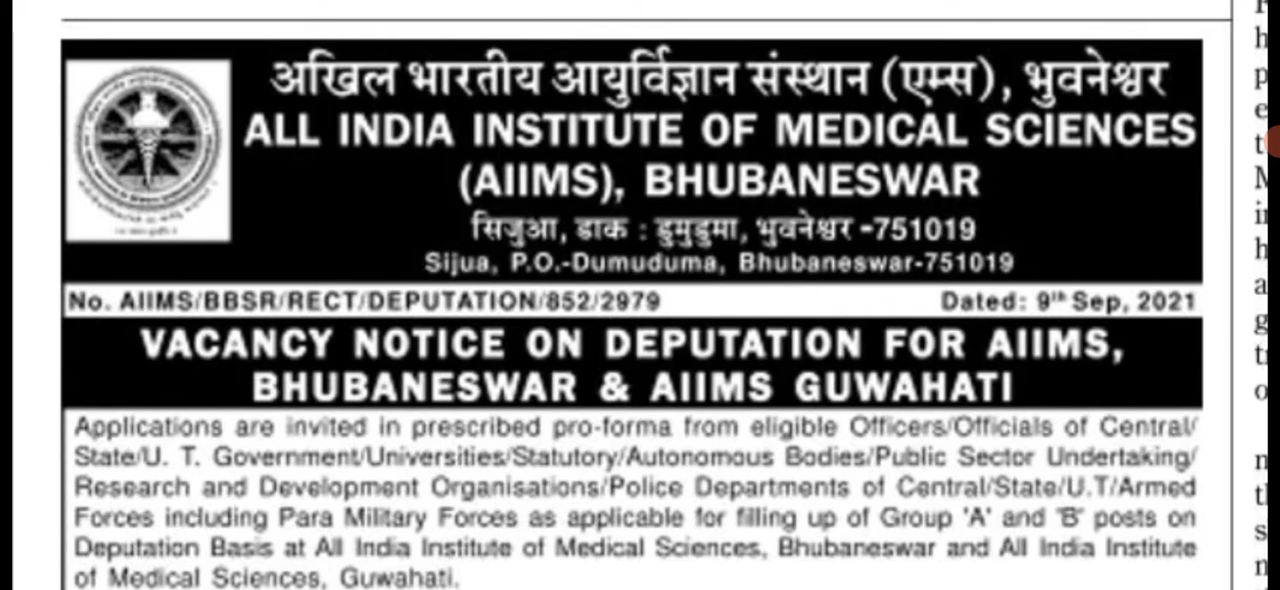 अखिल भारतीय आयुर्विज्ञान संस्थान (एम्स), भुवनेश्वर
ALL INDIA INSTITUTE OF MEDICAL SCIENCES
(AIIMS), BHUBANESWAR
सिजुआ, डाक : डुमुडुमा, भुवनेश्वर -751019
Sijua, P.O.-Dumuduma, Bhubaneswar-751019
No. AIIMS/BBSR/RECT/DEPUTATION/852/2979 Dated: 9th Sep, 2021
VACANCY NOTICE ON DEPUTATION FOR AIIMS,
BHUBANESWAR & AIIMS GUWAHATI
Applications are invited in prescribed pro-forma from eligible Officers/Officials of Central/
State/U. T. Government/Universities/Statutory/Autonomous Bodies/Public Sector Undertaking/
Research and Development Organisations/Police Departments of Central/State/U.T/Armed
Forces including Para Military Forces as applicable for filling up of Group 'A' and 'B' posts on
Deputation Basis at All India Institute of Medical Sciences, Bhubaneswar and All India Institute
of Medical Sciences, Guwahati.